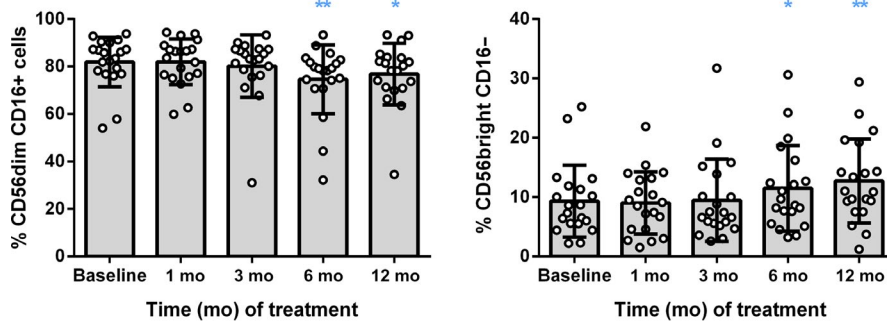 ** *
100
80
60
40
20
0
% CD56dim CD16+ cells
Baseline 1 mo 3 mo 6 mo 12 mo
Time (mo) of treatment
* **
40
30
20
10
0
% CD56bright CD16−
Baseline 1 mo 3 mo 6 mo 12 mo
Time (mo) of treatment